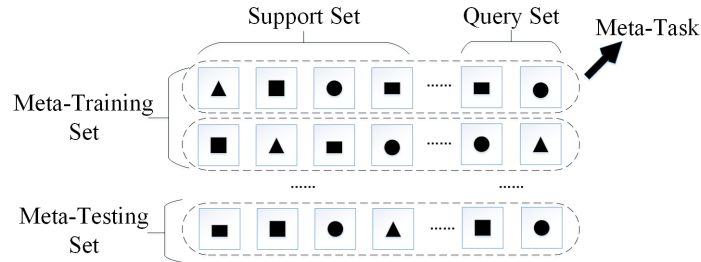 Support Set
Query Set
Meta-Task
Meta-Training
Set
......
......
......
......
Meta-Testing
Set
......